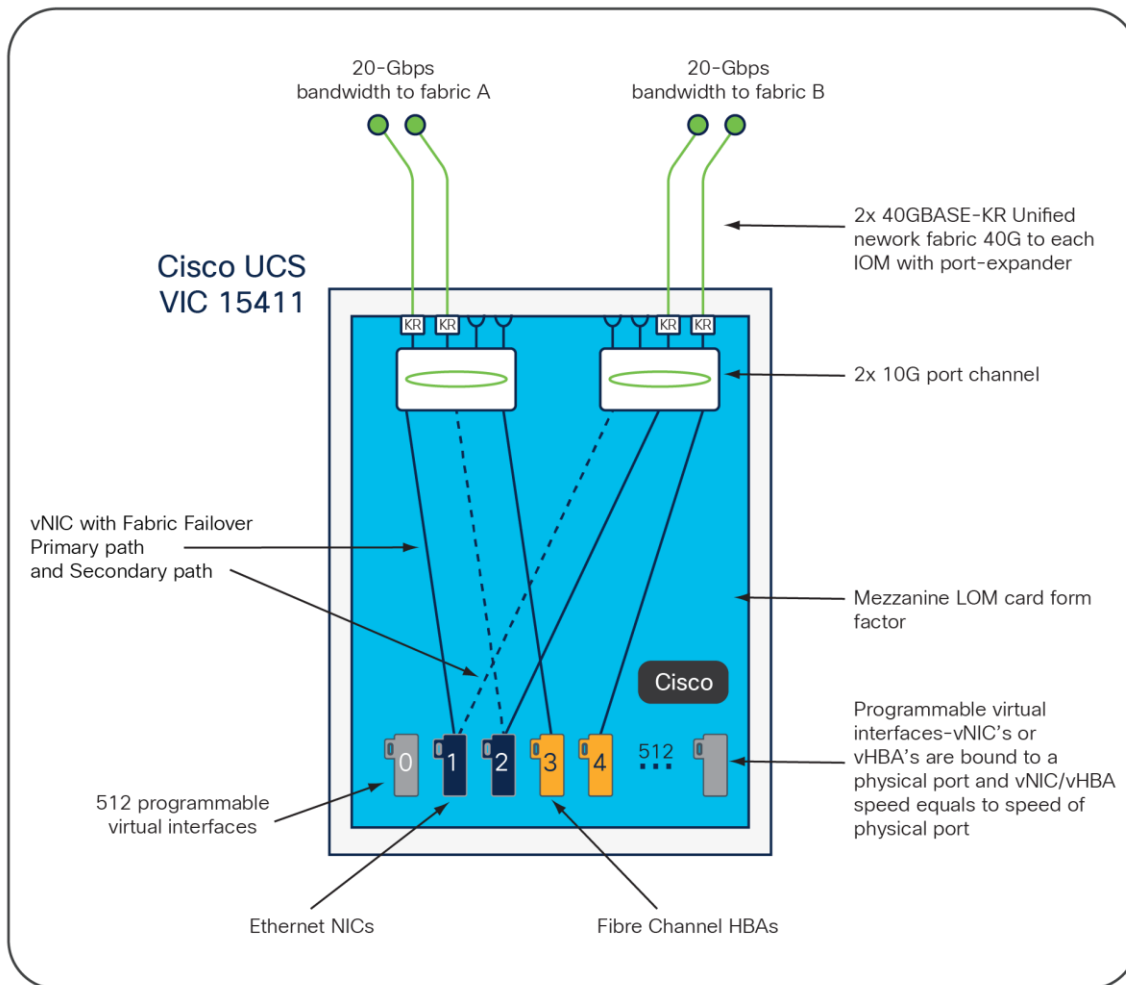 20-Gbps
bandwidth to fabric A
20-Gbps
bandwidth to fabric B
2x 40GBASE-KR Unified
nework fabric 40G to each
IOM with port-expander
Cisco UCS
VIC 15411
KR
KR
KR
KR
2x 10G port channel
vNIC with Fabric Failover
Primary path
and Secondary path
Mezzanine LOM card form
factor
Cisco
Programmable virtual
interfaces-vNIC's or
vHBA's are bound to a
physical port and vNIC/vHBA
speed equals to speed of
physical port
0
1
2
3
4
512
512 programmable
virtual interfaces
Ethernet NICs
Fibre Channel HBAs